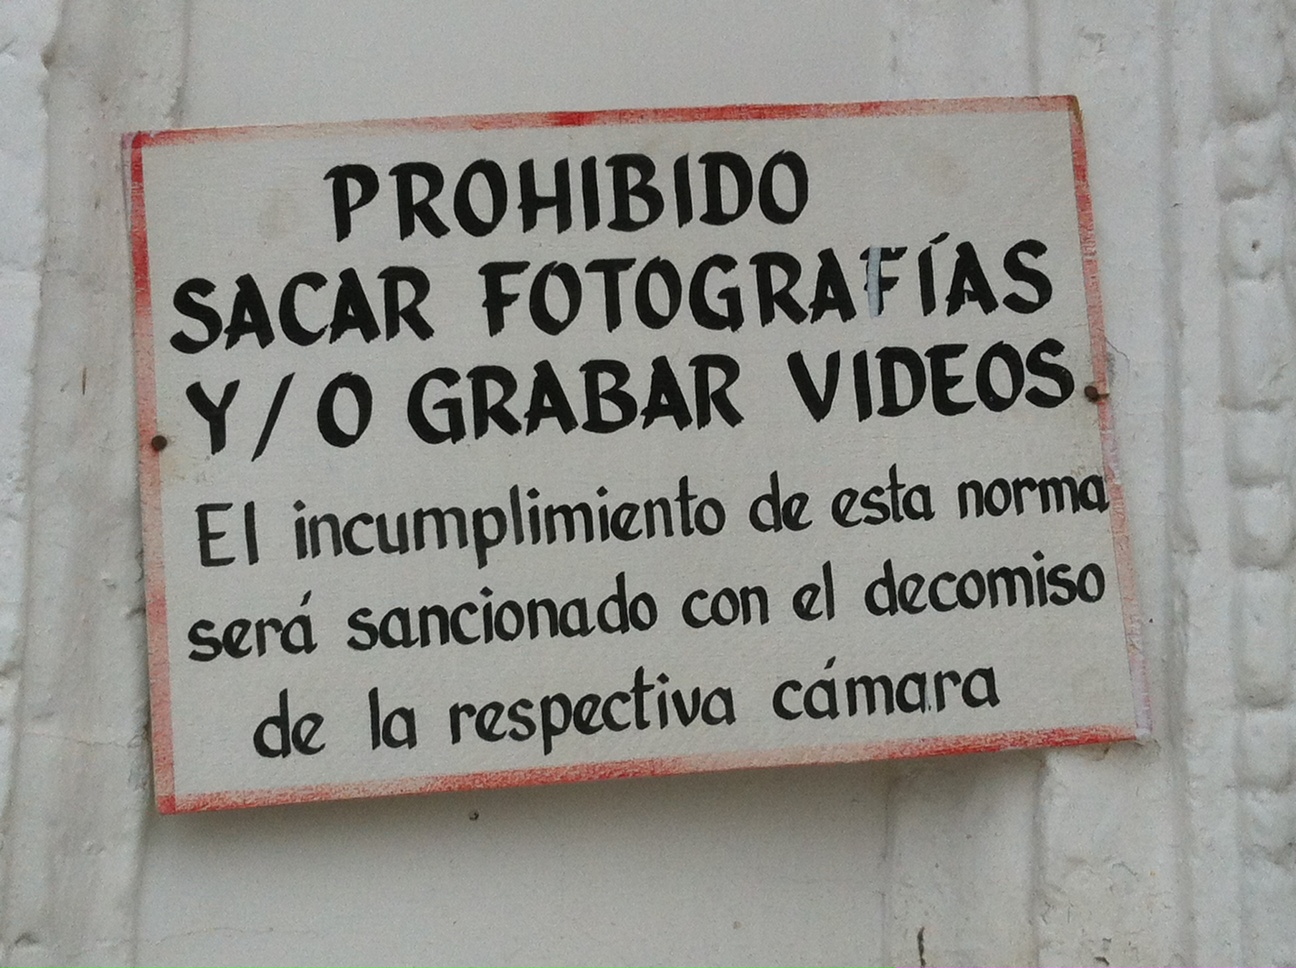 PROHIBIDO
SACAR FOTOGRAFÍAS
Y/O GRABAR VIDEOS
El incumplimiento de esta norma
será sancionado con el decomiso
de la respectiva cámara